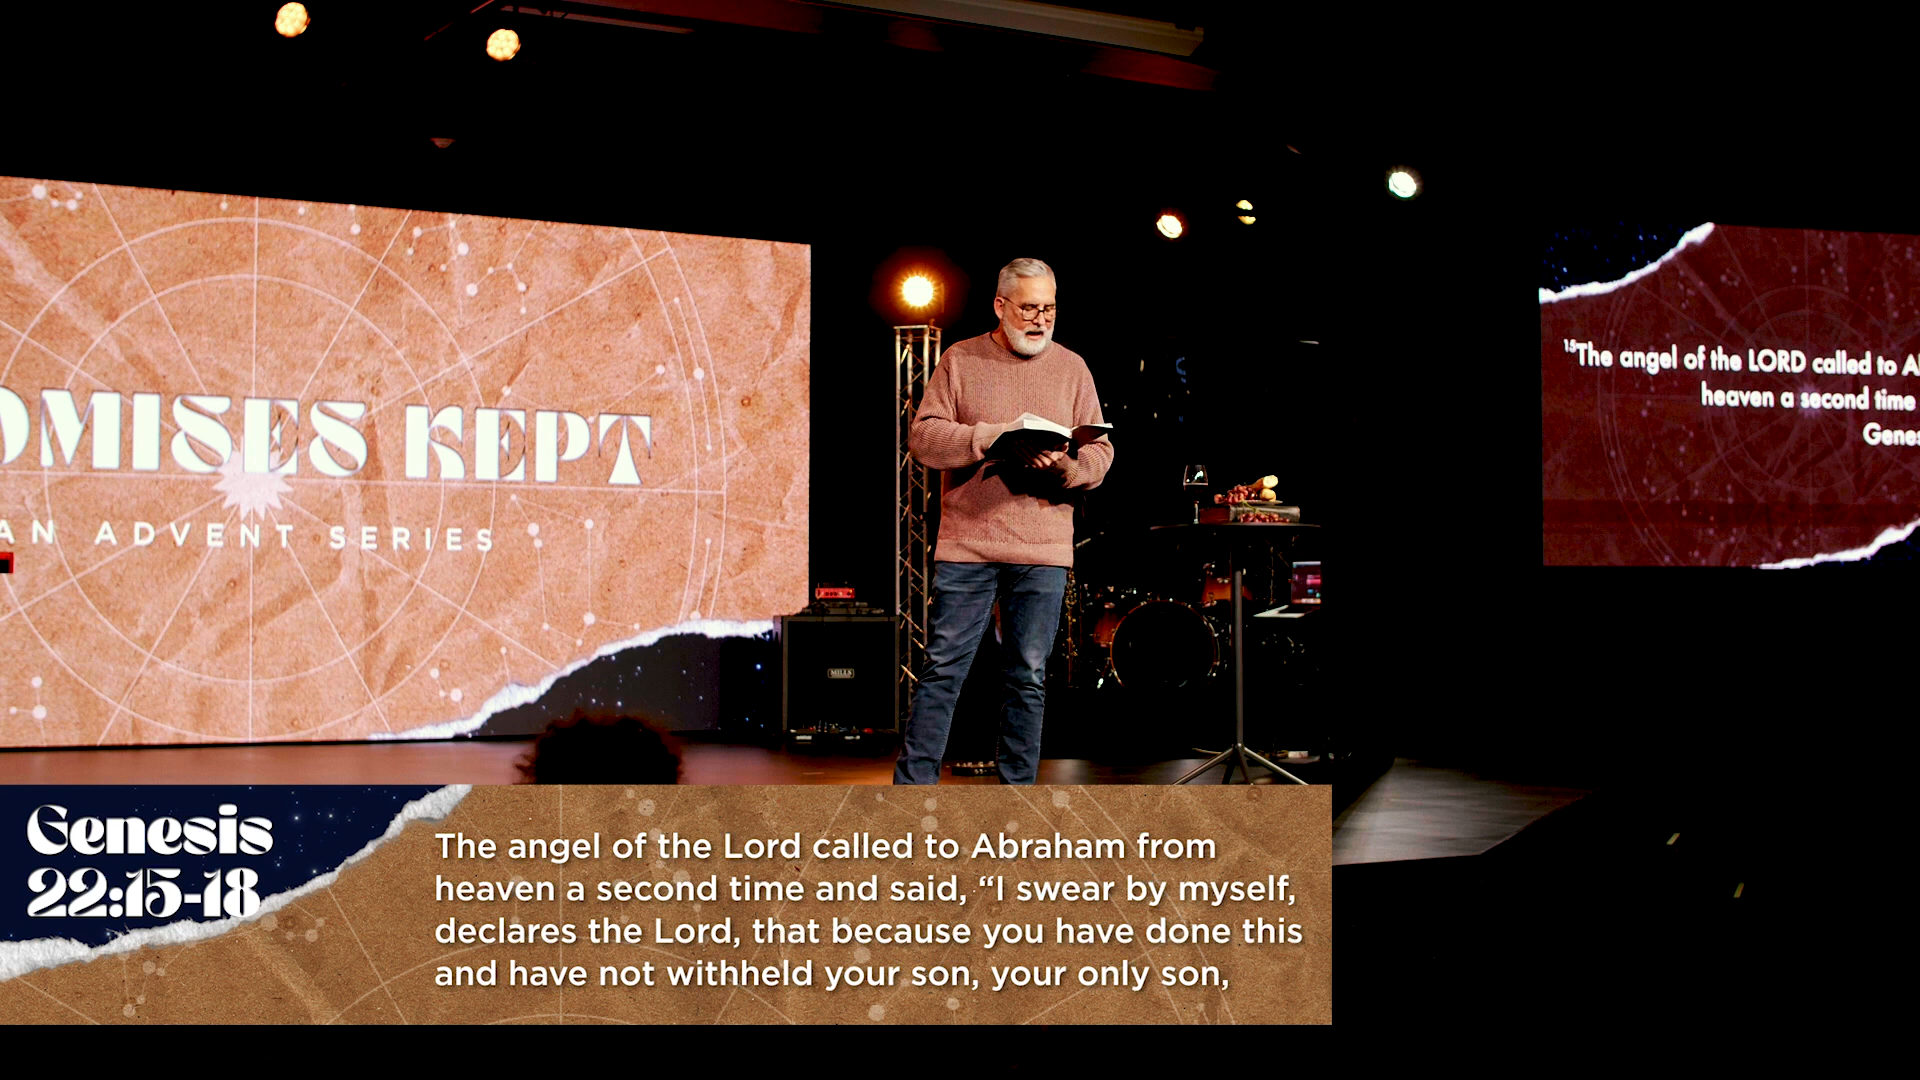 OMISES KEPT
AN ADVENT SERIES
15The angel of the LORD called to A
heaven a second time
Genes
MILLS
Genesis
22:15-18
The angel of the Lord called to Abraham from
heaven a second time and said, “I swear by myself,
declares the Lord, that because you have done this
and have not withheld your son, your only son,